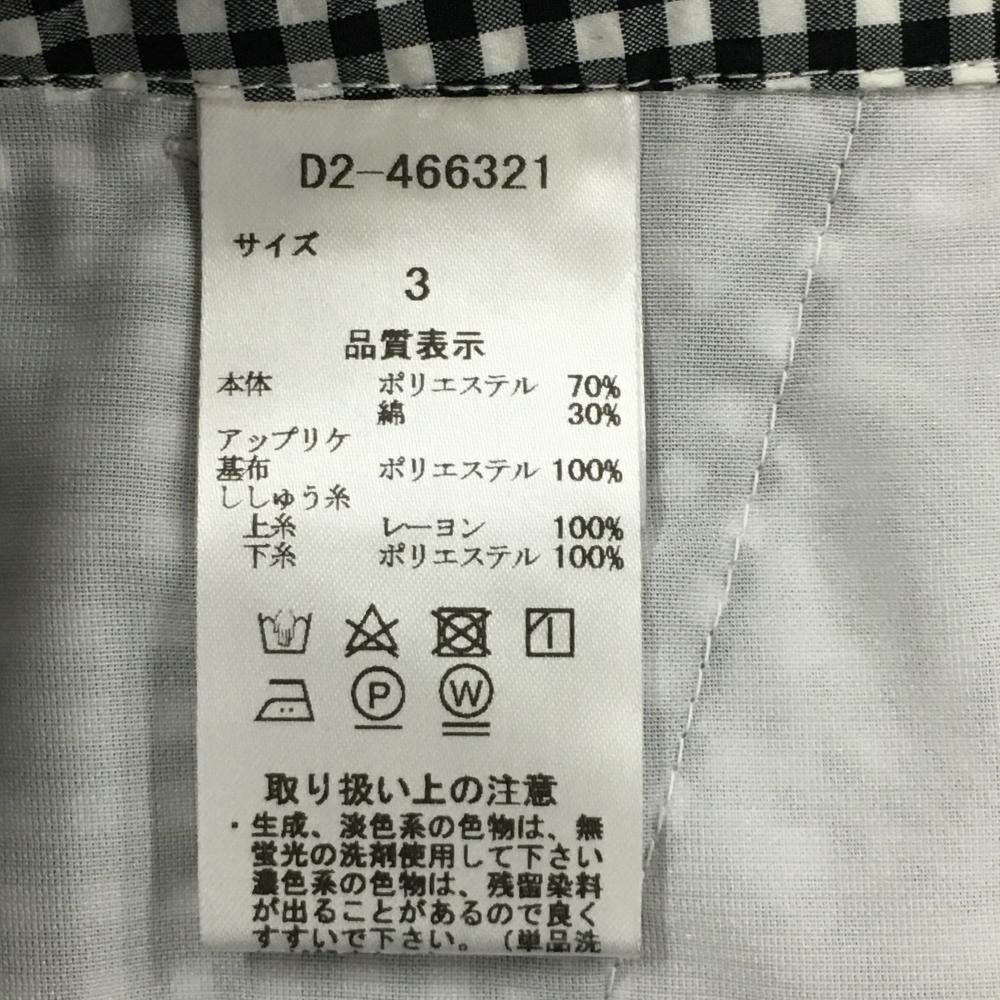 D2-466321
サイズ
3
品質表示
本体 ポリエステル 70%
綿 30%
アップリケ
基布 ポリエステル 100%
ししゅう糸
上糸 レーヨン 100%
下糸 ポリエステル 100%
P W
取り扱い上の注意
・生成、淡色系の色物は、無
蛍光の洗剤使用して下さい
濃色系の色物は、残留染料
が出ることがあるので良く
すすいで下さい。（単品洗